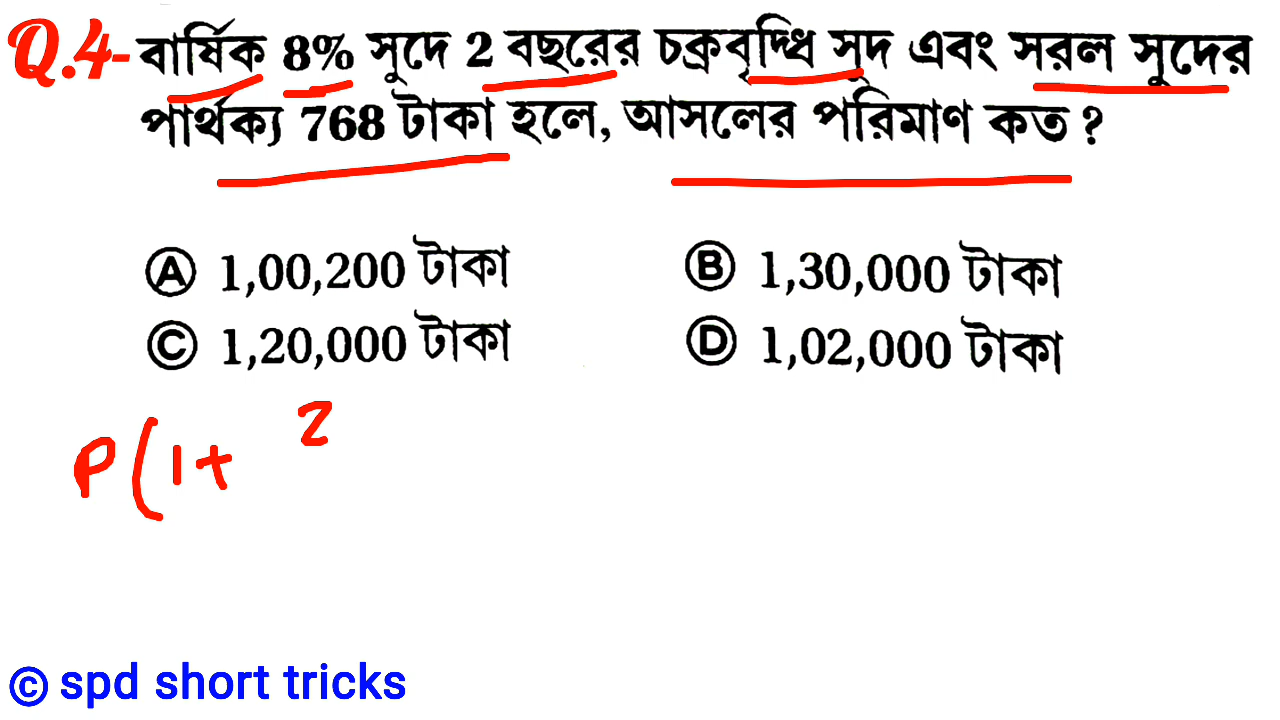 Q.4- বার্ষিক 8% সুদে 2 বছরের চক্রবৃদ্ধি সুদ এবং সরল সুদের
পার্থক্য 768 টাকা হলে, আসলের পরিমাণ কত ?
Ⓐ 1,00,200 টাকা Ⓑ 1,30,000 টাকা
Ⓒ 1,20,000 টাকা Ⓓ 1,02,000 টাকা
P(1+ 2
© spd short tricks